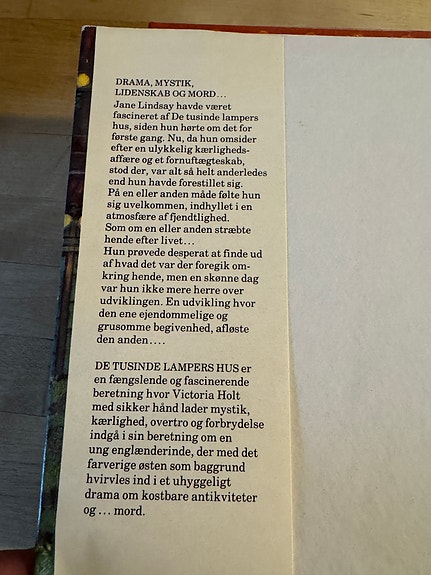 DRAMA, MYSTIK,
LIDENSKAB OG MORD...
Jane Lindsay havde været
fascineret af De tusinde lampers
hus, siden hun hørte om det for
første gang. Nu, da hun omsider
efter en ulykkelig kærligheds-
affære og et fornuftægteskab,
stod der, var alt så helt anderledes
end hun havde forestillet sig.
På en eller anden måde følte hun
sig uvelkommen, indhyllet i en
atmosfære af fjendtlighed.
Som om en eller anden stræbte
hende efter livet...
Hun prøvede desperat at finde ud
af hvad det var der foregik om-
kring hende, men en skønne dag
var hun ikke mere herre over
udviklingen. En udvikling hvor
den ene ejendommelige og
grusomme begivenhed, afløste
den anden....
DE TUSINDE LAMPERS HUS er
en fængslende og fascinerende
beretning hvor Victoria Holt
med sikker hånd lader mystik,
kærlighed, overtro og forbrydelse
indgå i sin beretning om en
ung englænderinde, der med det
farverige østen som baggrund
hvirvles ind i et uhyggeligt
drama om kostbare antikviteter
og ... mord.